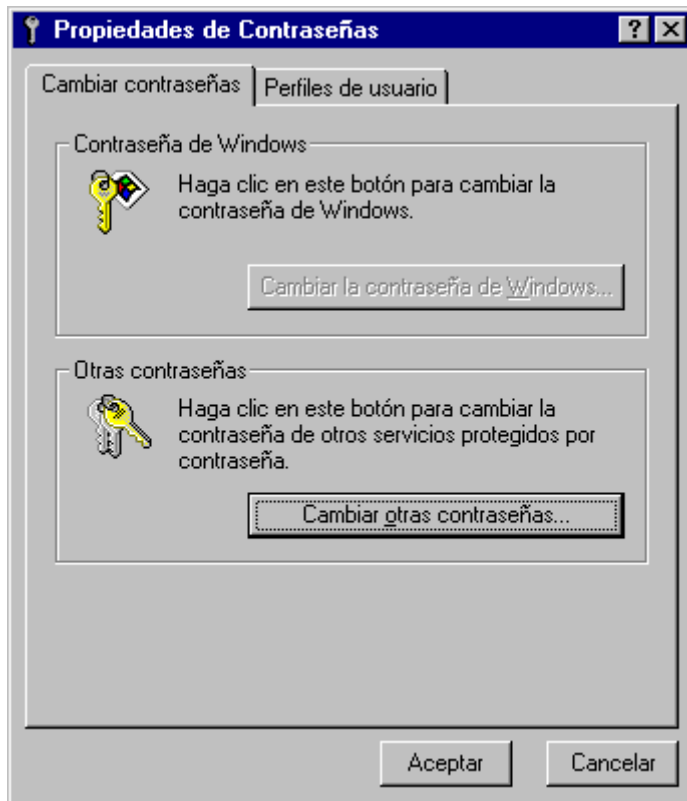 Propiedades de Contraseñas
Cambiar contraseñas
Perfiles de usuario
Contraseña de Windows
Haga clic en este botón para cambiar la
contraseña de Windows.
Cambiar la contraseña de Windows...
Otras contraseñas
Haga clic en este botón para cambiar la
contraseña de otros servicios protegidos por
contraseña.
Cambiar otras contraseñas...
Aceptar
Cancelar